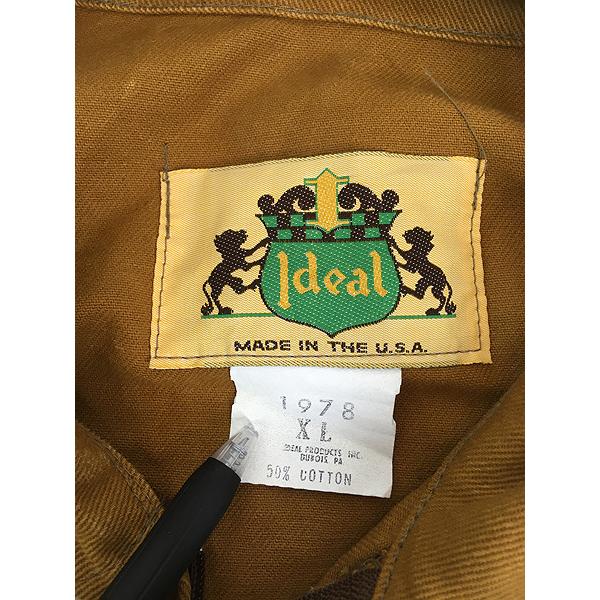 Ideal
MADE IN THE U.S.A.
1978
XL
IDEAL PRODUCTS INC.
DUBOIS, PA
50% COTTON